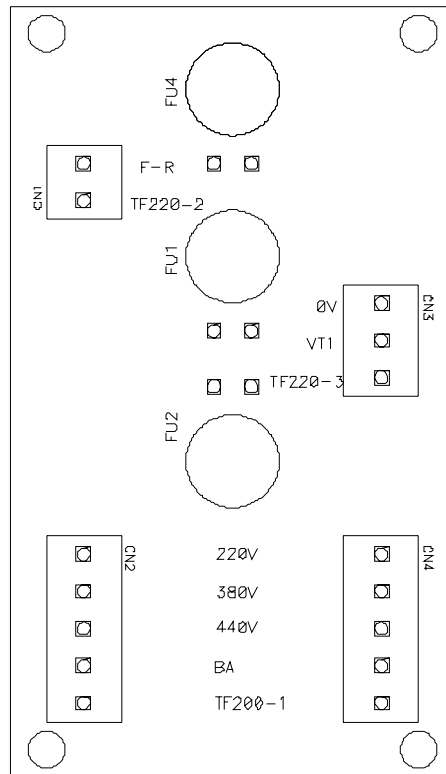 FU4
F-R
CN1
TF220-2
FU1
0V
CN3
VT1
TF220-3
FU2
CN2
220V
CN4
380V
440V
BA
TF200-1